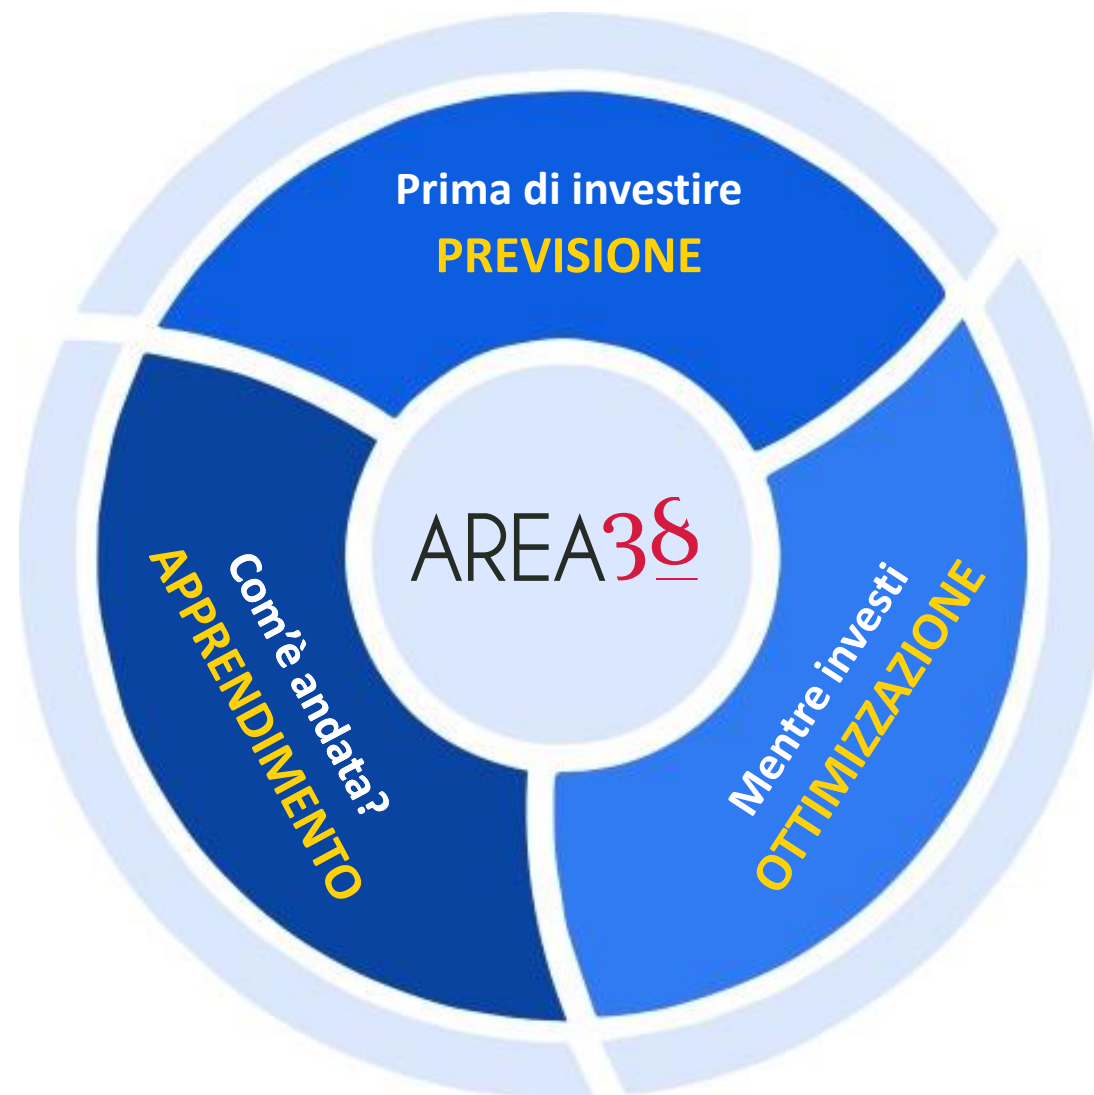 Prima di investire
PREVISIONE
AREA38
Mentre investi
OTTIMIZZAZIONE
Com’è andata?
APPRENDIMENTO